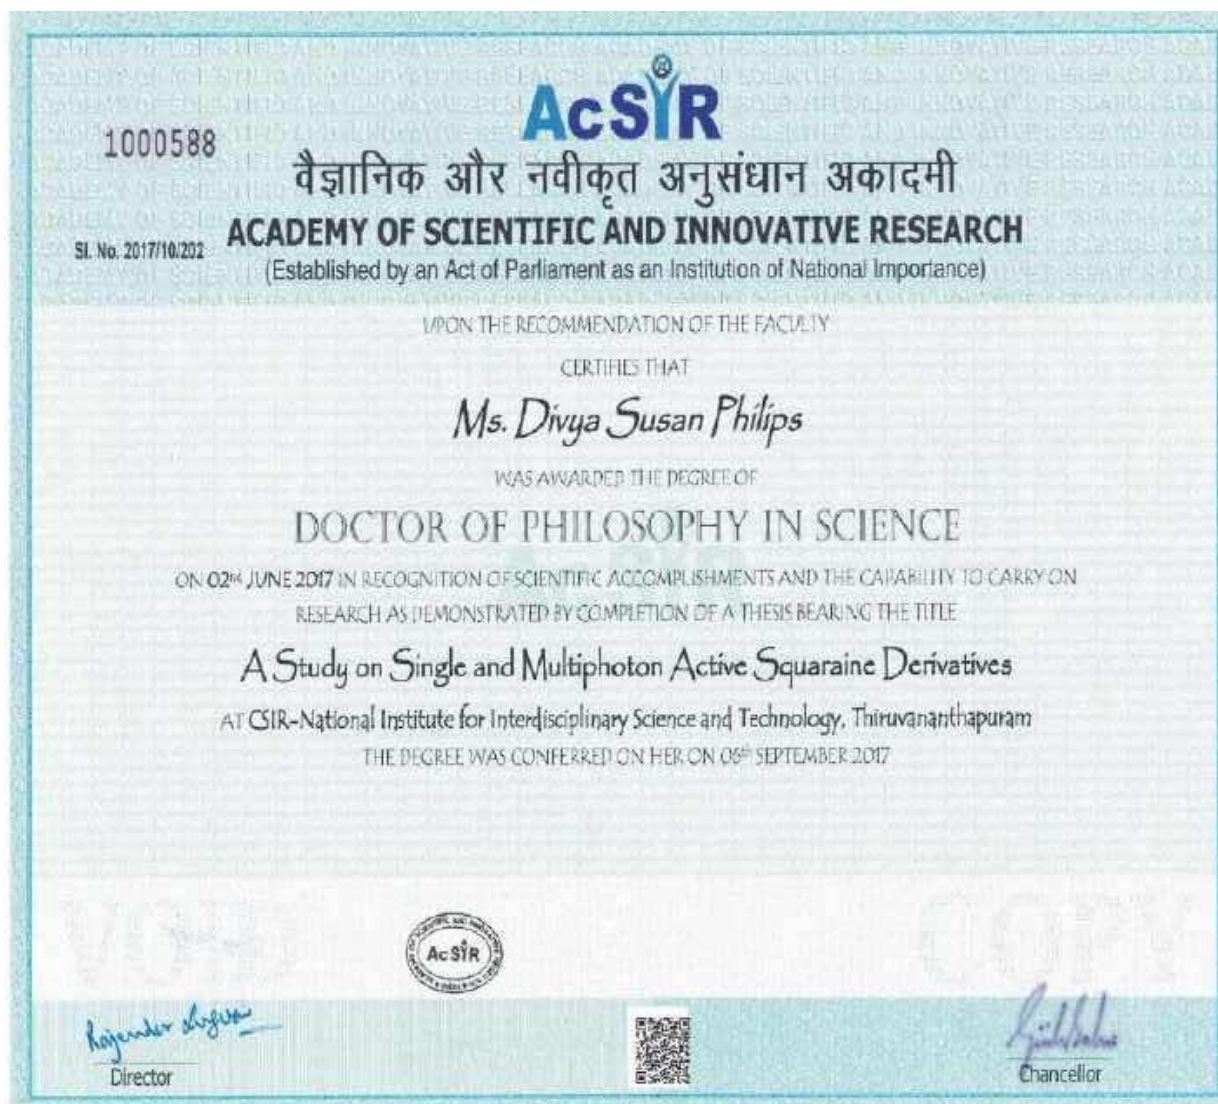 AcSIR
1000588
वैज्ञानिक और नवीकृत अनुसंधान अकादमी
ACADEMY OF SCIENTIFIC AND INNOVATIVE RESEARCH
Sl. No. 2017/10/202
(Established by an Act of Parliament as an Institution of National Importance)
UPON THE RECOMMENDATION OF THE FACULTY
CERTIFIES THAT
Ms. Divya Susan Philips
WAS AWARDED THE DEGREE OF
DOCTOR OF PHILOSOPHY IN SCIENCE
ON 02nd JUNE 2017 IN RECOGNITION OF SCIENTIFIC ACCOMPLISHMENTS AND THE CAPABILITY TO CARRY ON
RESEARCH AS DEMONSTRATED BY COMPLETION OF A THESIS BEARING THE TITLE
A Study on Single and Multiphoton Active Squaraine Derivatives
AT CSIR-National Institute for Interdisciplinary Science and Technology, Thiruvananthapuram
THE DEGREE WAS CONFERRED ON HER ON 06th SEPTEMBER 2017
VOID COPY
AcSIR
Rajender
Director
Chancellor